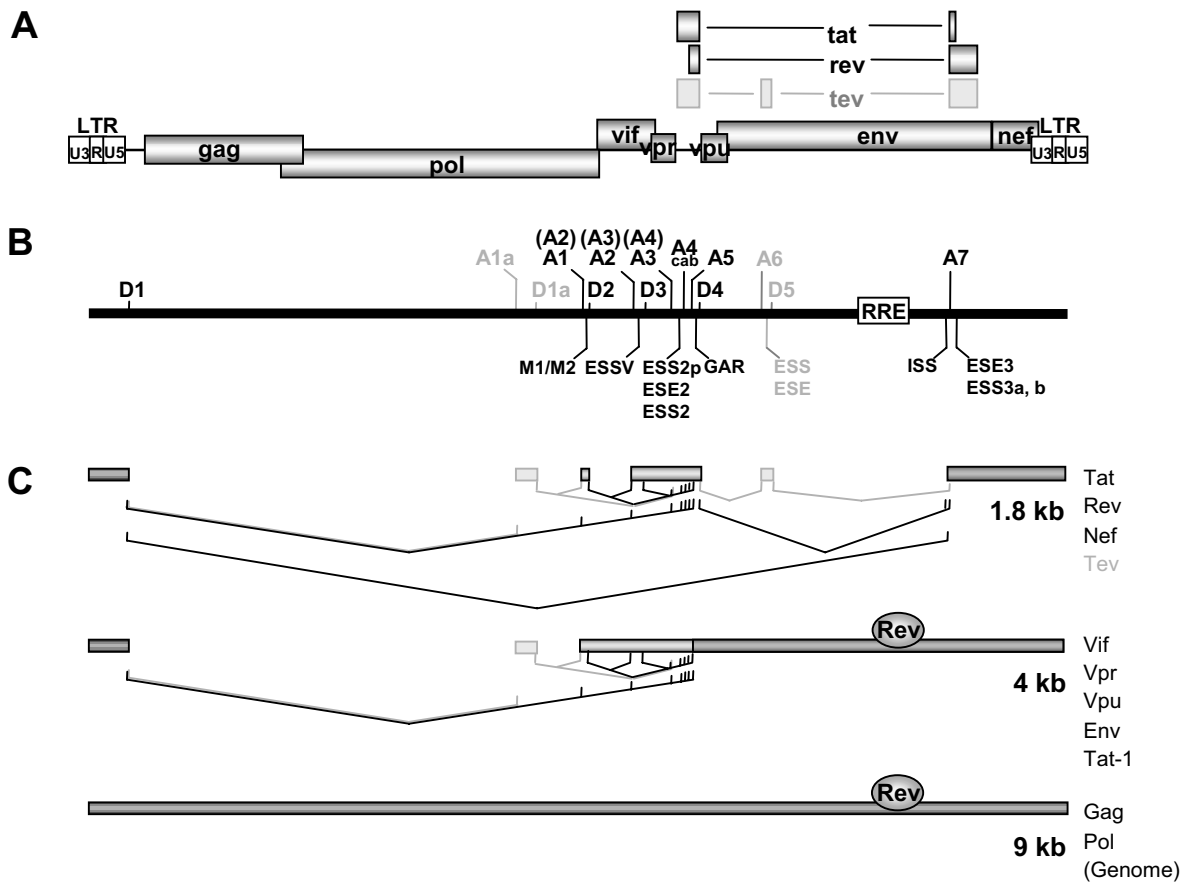 A
tat
rev
tev
LTR
U3 R U5
gag
pol
vif
vpr
vpu
env
nef
LTR
U3 R U5
B
(A2) (A3) (A4)
A1a A1 A2 A3 A4cab A5 A6 A7
D1 D1a D2 D3 D4 D5
RRE
M1/M2 ESSV ESS2p GAR ESS ISS ESE3
ESE2 ESE ESS3a, b
ESS2
C
Tat
Rev
1.8 kb
Nef
Tev
Rev
Vif
Vpr
4 kb
Vpu
Env
Tat-1
Rev
Gag
Pol
9 kb
(Genome)